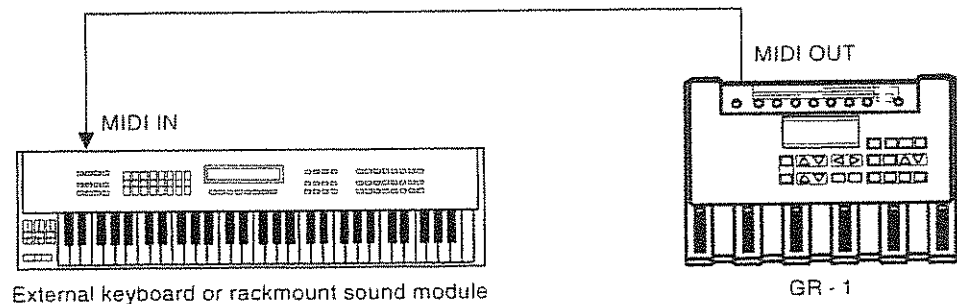 MIDI OUT
MIDI IN
External keyboard or rackmount sound module
GR - 1